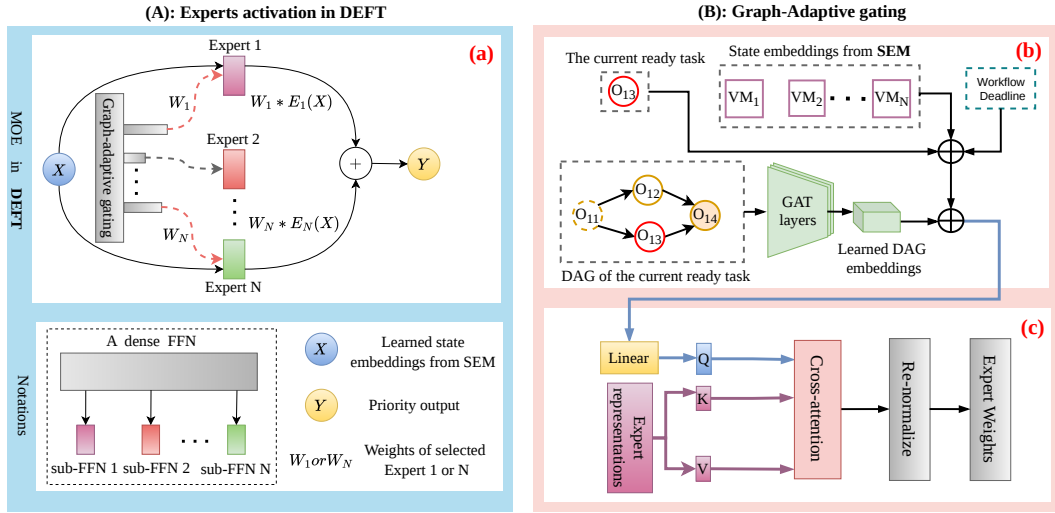 (A): Experts activation in DEFT
MOE in DEFT
(a)
Expert 1
W1
W1 ∗ E1(X)
Graph-adaptive gating
X
Expert 2
+
Y
WN
WN ∗ EN(X)
Expert N
Notations
A dense FFN
sub-FFN 1
sub-FFN 2
sub-FFN N
X
Learned state
embeddings from SEM
Y
Priority output
W1orWN
Weights of selected
Expert 1 or N
(B): Graph-Adaptive gating
(b)
The current ready task
O13
State embeddings from SEM
VM1
VM2
VMN
Workflow
Deadline
O11
O12
O13
O14
DAG of the current ready task
GAT
layers
Learned DAG
embeddings
(c)
Linear
Q
Expert
representations
K
V
Cross-attention
Re-normalize
Expert Weights